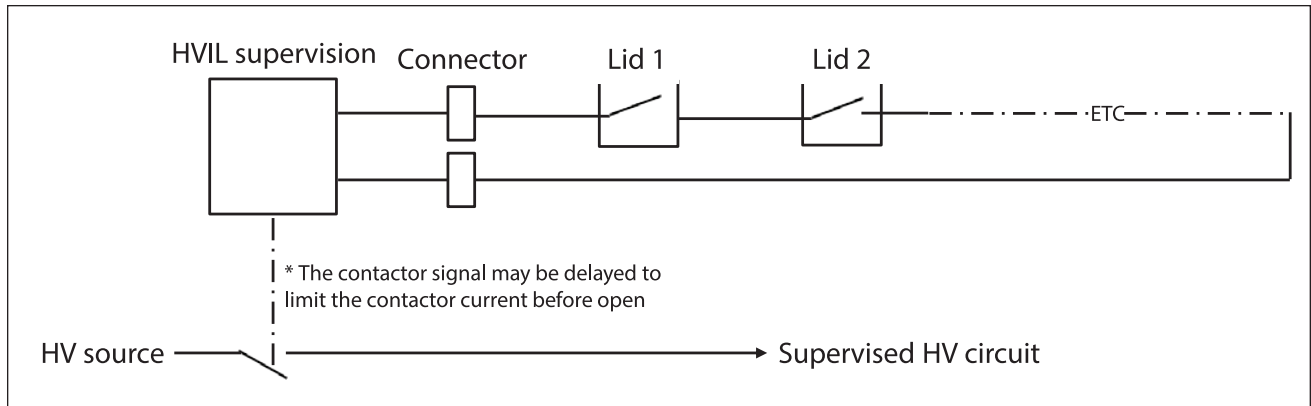 HVIL supervision
Connector
Lid 1
Lid 2
ETC
* The contactor signal may be delayed to
limit the contactor current before open
HV source
Supervised HV circuit